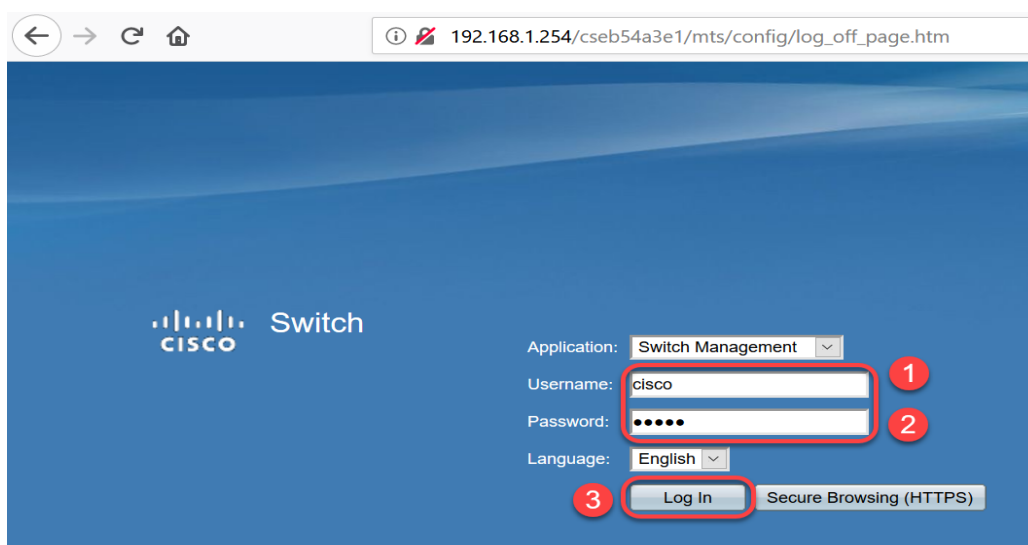 192.168.1.254/cseb54a3e1/mts/config/log_off_page.htm
CISCO
Switch
Application: Switch Management
Username: cisco
1
Password: ●●●●●
2
Language: English
3
Log In
Secure Browsing (HTTPS)